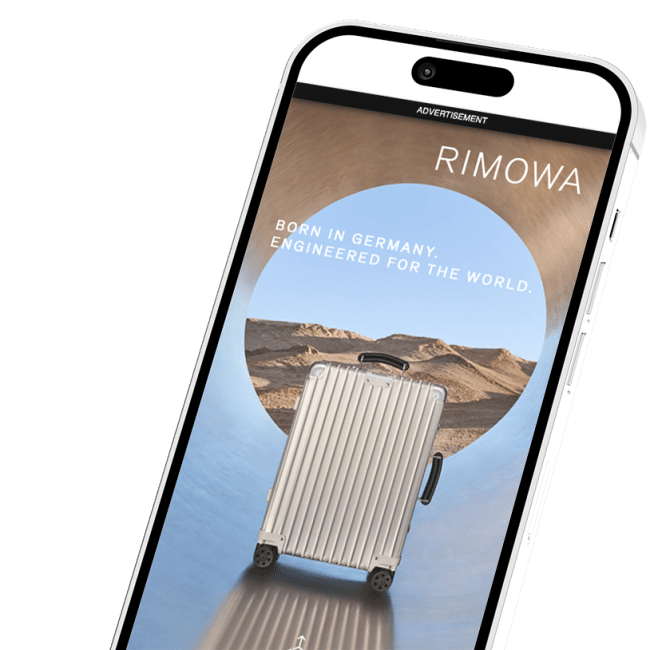 ADVERTISEMENT
RIMOWA
BORN IN GERMANY.
ENGINEERED FOR THE WORLD.